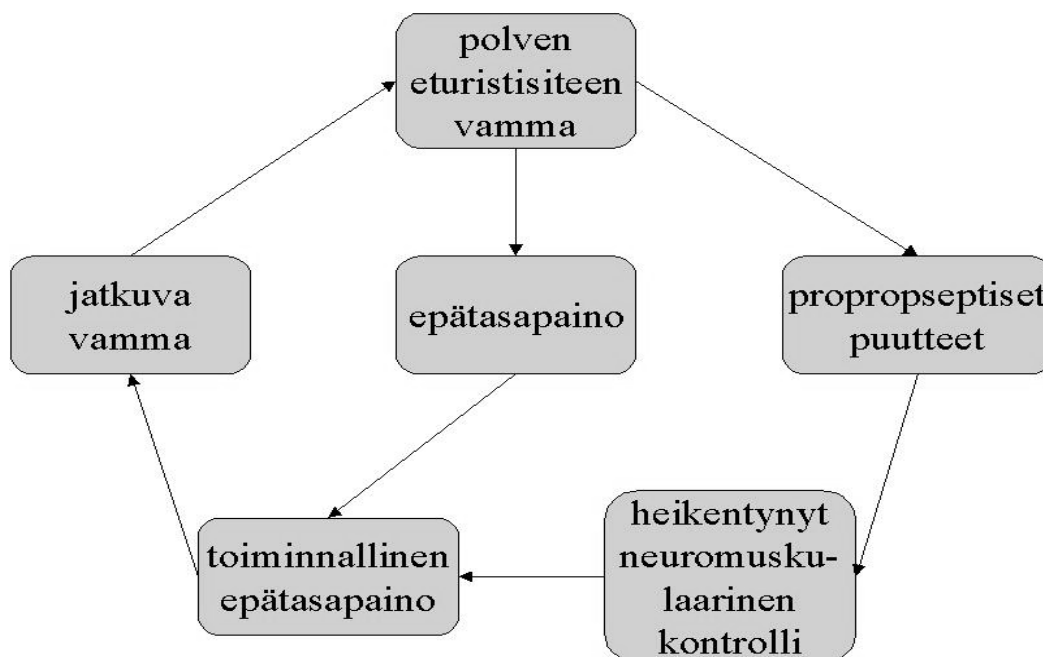 polven
eturistisiteen
vamma
jatkuva
vamma
epätasapaino
propropseptiset
puutteet
toiminnallinen
epätasapaino
heikentynyt
neuromusku-
laarinen
kontrolli